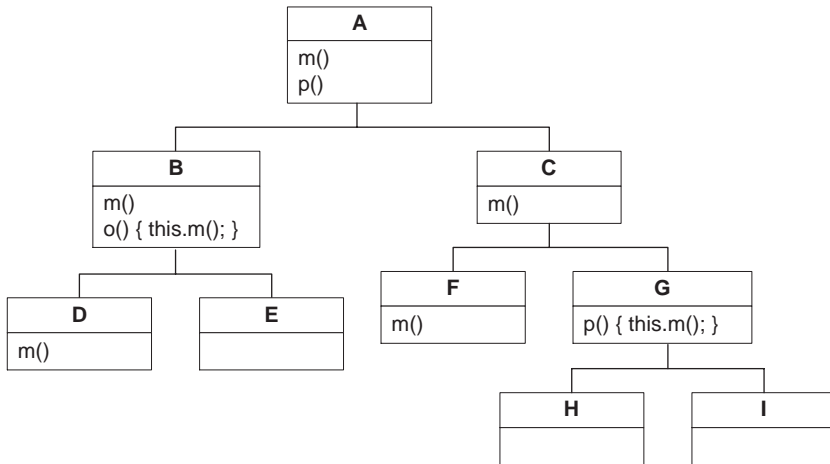 A
m()
p()
B
m()
o() { this.m(); }
C
m()
D
m()
E
F
m()
G
p() { this.m(); }
H
I